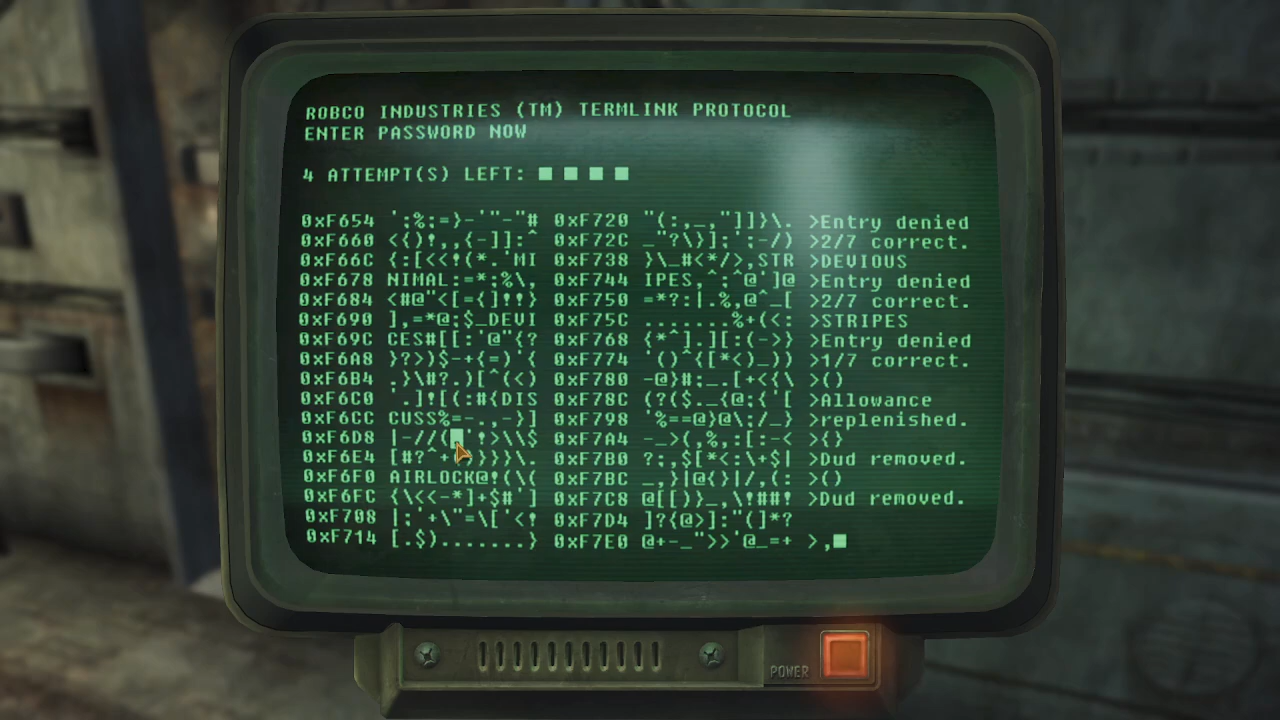 ROBCO INDUSTRIES (TM) TERMLINK PROTOCOL
ENTER PASSWORD NOW
4 ATTEMPT(S) LEFT: ■ ■ ■ ■
0xF654 ':%:=}-'"-"# 0xF720 "(:,_,"]]}\. >Entry denied
0xF660 <{)!,,{-]]:^ 0xF72C _"?\}];':-/) >2/7 correct.
0xF66C {:[<<!(*.'MI 0xF738 }\_#<*/>,STR >DEVIOUS
0xF678 NIMAL:=*;%\, 0xF744 IPES,^;^@']@ >Entry denied
0xF684 <#@"<[={]!!} 0xF750 =*?:|.%,@^_[ >2/7 correct.
0xF690 ],=*@;$_DEVI 0xF75C .......%+(<: >STRIPES
0xF69C CES#[[:'@"{? 0xF768 {*^].][:(->} >Entry denied
0xF6A8 }?>)$-+{=)'{ 0xF774 '()^{[*<)_)) >1/7 correct.
0xF6B4 .}\#?.)[^(<) 0xF780 -@}#;_.[+<{\ >()
0xF6C0 '.]![(:#{DIS 0xF78C (?($._{@;{'[ >Allowance
0xF6CC CUSS%=-.,-}] 0xF798 '%==@}@\;/_} >replenished.
0xF6D8 |-//( '!>\\$ 0xF7A4 -_>(,%,:[:-< >{}
0xF6E4 [#?^+ )}}}\. 0xF7B0 ?;,$[*<:\+$| >Dud removed.
0xF6F0 AIRLOCK@!(\( 0xF7BC _,}|@{}|/,(: >()
0xF6FC {\<<-*]+$#'] 0xF7C8 @[[)}_,\!##! >Dud removed.
0xF708 |;'+\"=\['<! 0xF7D4 ]?{@>]:"(]*?
0xF714 [.$).......} 0xF7E0 @+-_">>'@_=+ >,■
POWER